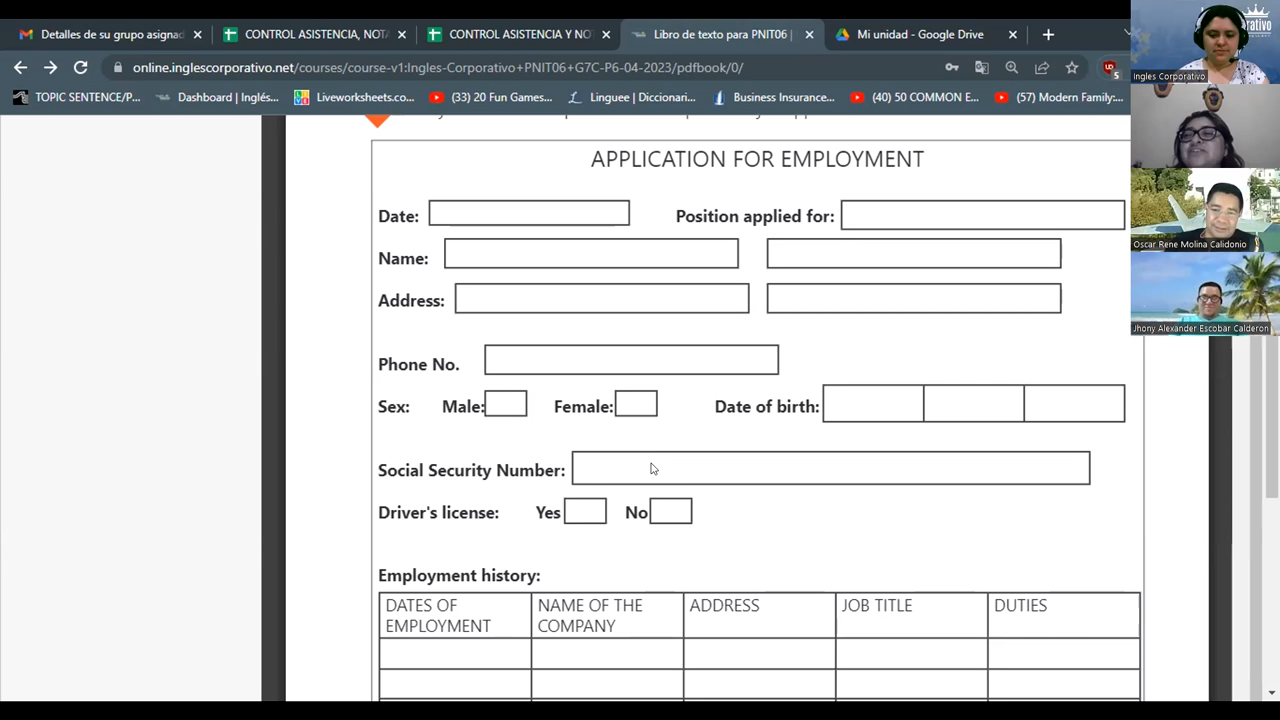 Detalles de su grupo asignad
CONTROL ASISTENCIA, NOTA
CONTROL ASISTENCIA Y NOT
Libro de texto para PNIT06 |
Mi unidad - Google Drive
online.inglescorporativo.net/courses/course-v1:Ingles-Corporativo+PNIT06+G7C-P6-04-2023/pdfbook/0/
5
TOPIC SENTENCE/P...
Dashboard | Inglés...
Liveworksheets.co...
(33) 20 Fun Games...
Linguee | Diccionari...
Business Insurance...
(40) 50 COMMON E...
(57) Modern Family:...
Ingles Corporativo
Oscar Rene Molina Calidonio
Jhony Alexander Escobar Calderon
APPLICATION FOR EMPLOYMENT
Date:
Position applied for:
Name:
Address:
Phone No.
Sex: Male: Female: Date of birth:
Social Security Number:
Driver's license: Yes No
Employment history:
DATES OF EMPLOYMENT
NAME OF THE COMPANY
ADDRESS
JOB TITLE
DUTIES